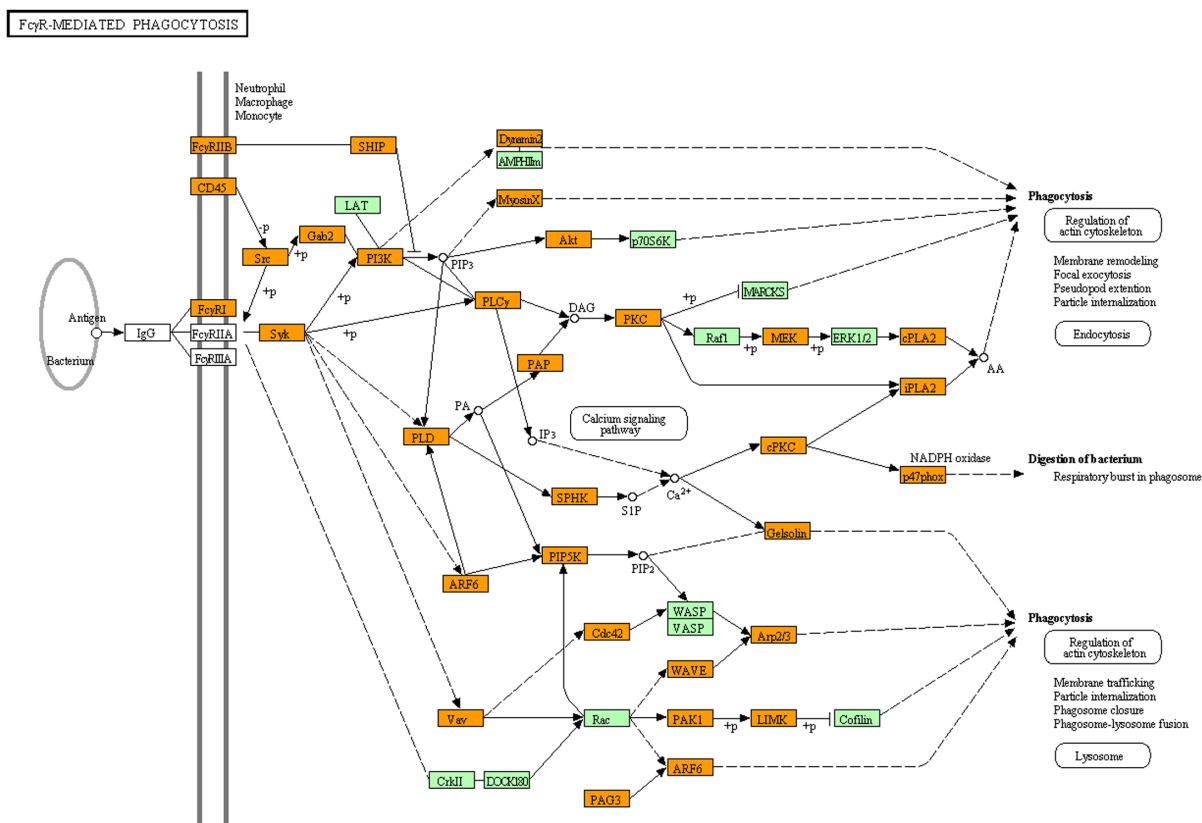 FcγR-MEDIATED PHAGOCYTOSIS
Neutrophil
Macrophage
Monocyte
FcγRIIB
SHIP
Dynamin2
AMPHIIm
CD45
LAT
MyosinX
Phagocytosis
Regulation of
actin cytoskeleton
-p
Gab2
Akt
p70S6K
Src
+p
PI3K
PIP3
Membrane remodeling
Focal exocytosis
Pseudopod extention
Particle internalization
+p
+p
PLCγ
DAG
MARCKS
Antigen
FcγRI
PKC
+p
IgG
FcγRIIA
Syk
+p
Raf1
+p
MEK
+p
ERK1/2
cPLA2
Endocytosis
Bacterium
FcγRIIIA
PAP
AA
iPLA2
PA
Calcium signaling
pathway
PLD
IP3
cPKC
NADPH oxidase
Digestion of bacterium
p47phox
Respiratory burst in phagosome
SPHK
S1P
Ca2+
Gelsolin
PIP5K
PIP2
ARF6
WASP
VASP
Phagocytosis
Cdc42
Arp2/3
Regulation of
actin cytoskeleton
WAVE
Membrane trafficking
Particle internalization
Phagosome closure
Phagosome-lysosome fusion
Vav
Rac
PAK1
+p
LIMK
+p
Cofilin
Lysosome
ARF6
CrkII
DOCK180
PAG3